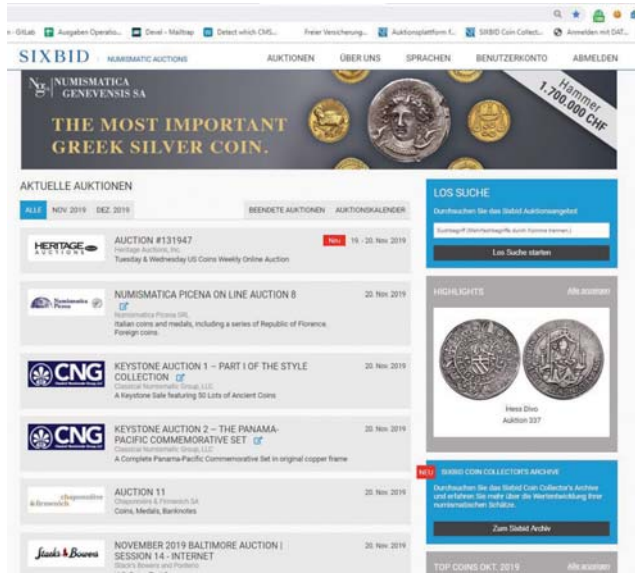 Ausgaben Operatio...
Devel - Mailtrap
Detect which CMS...
Freier Versicherung...
Auktionsplattform f...
SIXBID Coin Collect...
Anmelden mit DAT...
SIXBID NUMISMATIC AUCTIONS
AUKTIONEN ÜBER UNS SPRACHEN BENUTZERKONTO ABMELDEN
Ng. NUMISMATICA
GENEVENSIS SA
THE MOST IMPORTANT
GREEK SILVER COIN.
Hammer
1.700.000 CHF
AKTUELLE AUKTIONEN
ALLE NOV. 2019 DEZ. 2019
BEENDETE AUKTIONEN AUKTIONSKALENDER
HERITAGE
AUCTIONS
AUCTION #131947
Neu 19. - 20. Nov. 2019
Heritage Auctions, Inc.
Tuesday & Wednesday US Coins Weekly Online Auction
Numismatica
Picena
NUMISMATICA PICENA ON LINE AUCTION 8
20. Nov. 2019
Numismatica Picena SRL
Italian coins and medals, including a series of Republic of Florence.
Foreign coins.
CNG
KEYSTONE AUCTION 1 – PART I OF THE STYLE
COLLECTION
20. Nov. 2019
Classical Numismatic Group, LLC
A Keystone Sale featuring 50 Lots of Ancient Coins
CNG
KEYSTONE AUCTION 2 – THE PANAMA-
PACIFIC COMMEMORATIVE SET
20. Nov. 2019
Classical Numismatic Group, LLC
A Complete Panama-Pacific Commemorative Set in original copper frame
chaponnière
& firmenich
AUCTION 11
20. Nov. 2019
Chaponnière & Firmenich SA
Coins, Medals, Banknotes
Stack's Bowers
NOVEMBER 2019 BALTIMORE AUCTION |
SESSION 14 - INTERNET
20. Nov. 2019
Stack's Bowers and Ponterio
LOS SUCHE
Durchsuchen Sie das Sixbid Auktionsangebot
Suchbegriff (Mehrfachbegriffe durch Komma trennen.)
Los Suche starten
HIGHLIGHTS Alle anzeigen
Hess Divo
Auktion 337
NEU SIXBID COIN COLLECTOR'S ARCHIVE
Durchsuchen Sie das Sixbid Coin Collector's Archive
und erfahren Sie mehr über die Wertentwicklung Ihrer
numismatischen Schätze.
Zum Sixbid Archiv
TOP COINS OKT. 2019 Alle anzeigen